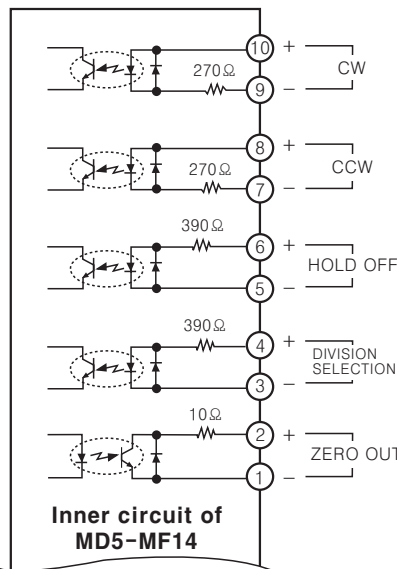 10 + CW
270Ω 9 −
8 + CCW
270Ω 7 −
390Ω 6 +
HOLD OFF
5 −
390Ω 4 +
DIVISION
SELECTION
3 −
10Ω 2 +
ZERO OUT
1 −
Inner circuit of
MD5-MF14